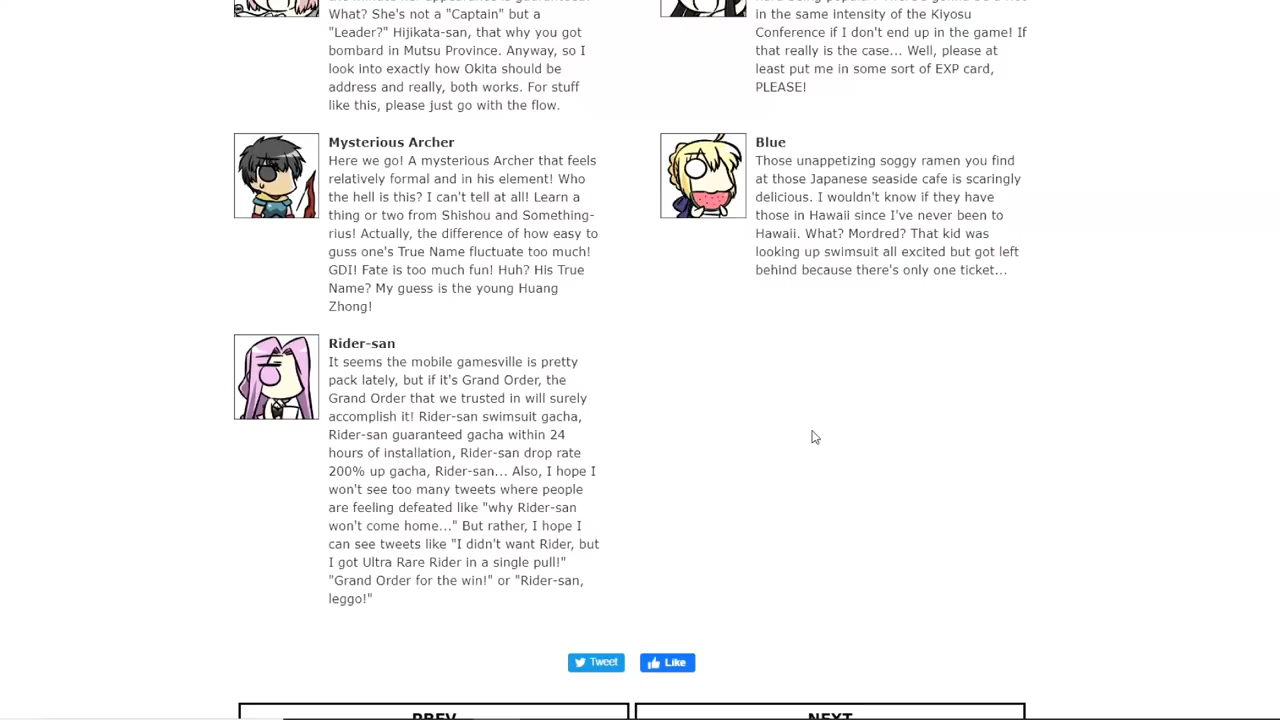 What? She's not a "Captain" but a
"Leader?" Hijikata-san, that why you got
bombard in Mutsu Province. Anyway, so I
look into exactly how Okita should be
address and really, both works. For stuff
like this, please just go with the flow.
in the same intensity of the Kiyosu
Conference if I don't end up in the game! If
that really is the case... Well, please at
least put me in some sort of EXP card,
PLEASE!
Mysterious Archer
Here we go! A mysterious Archer that feels
relatively formal and in his element! Who
the hell is this? I can't tell at all! Learn a
thing or two from Shishou and Something-
rius! Actually, the difference of how easy to
guss one's True Name fluctuate too much!
GDI! Fate is too much fun! Huh? His True
Name? My guess is the young Huang
Zhong!
Blue
Those unappetizing soggy ramen you find
at those Japanese seaside cafe is scaringly
delicious. I wouldn't know if they have
those in Hawaii since I've never been to
Hawaii. What? Mordred? That kid was
looking up swimsuit all excited but got left
behind because there's only one ticket...
Rider-san
It seems the mobile gamesville is pretty
pack lately, but if it's Grand Order, the
Grand Order that we trusted in will surely
accomplish it! Rider-san swimsuit gacha,
Rider-san guaranteed gacha within 24
hours of installation, Rider-san drop rate
200% up gacha, Rider-san... Also, I hope I
won't see too many tweets where people
are feeling defeated like "why Rider-san
won't come home..." But rather, I hope I
can see tweets like "I didn't want Rider, but
I got Ultra Rare Rider in a single pull!"
"Grand Order for the win!" or "Rider-san,
leggo!"
Tweet
Like
PREV
NEXT